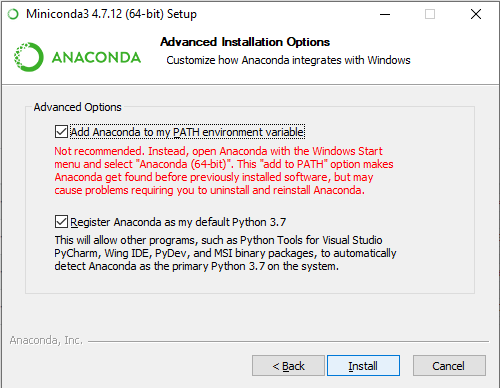 Miniconda3 4.7.12 (64-bit) Setup
ANACONDA
Advanced Installation Options
Customize how Anaconda integrates with Windows
Advanced Options
Add Anaconda to my PATH environment variable
Not recommended. Instead, open Anaconda with the Windows Start
menu and select "Anaconda (64-bit)". This "add to PATH" option makes
Anaconda get found before previously installed software, but may
cause problems requiring you to uninstall and reinstall Anaconda.
Register Anaconda as my default Python 3.7
This will allow other programs, such as Python Tools for Visual Studio
PyCharm, Wing IDE, PyDev, and MSI binary packages, to automatically
detect Anaconda as the primary Python 3.7 on the system.
Anaconda, Inc.
< Back
Install
Cancel